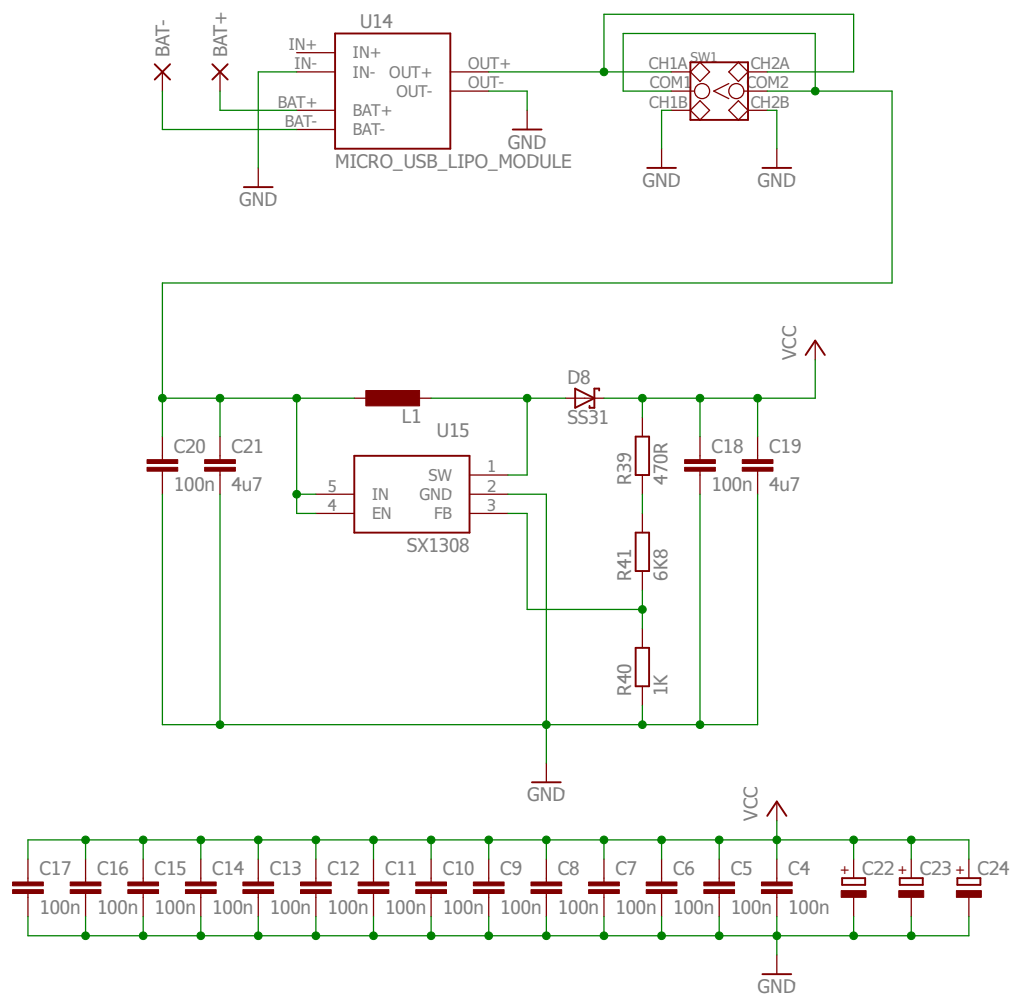 BAT-
BAT+
U14
IN+
IN-
BAT+
BAT-
IN+
IN-
BAT+
BAT-
OUT+
OUT-
OUT+
OUT-
MICRO_USB_LIPO_MODULE
GND
GND
SW1
CH1A
COM1
CH1B
CH2A
COM2
CH2B
GND
GND
VCC
C20
100n
C21
4u7
L1
U15
5
4
IN
EN
SW
GND
FB
1
2
3
SX1308
D8
SS31
R39
470R
R41
6K8
R40
1K
C18
100n
C19
4u7
GND
VCC
C17
100n
C16
100n
C15
100n
C14
100n
C13
100n
C12
100n
C11
100n
C10
100n
C9
100n
C8
100n
C7
100n
C6
100n
C5
100n
C4
100n
+
C22
+
C23
+
C24
GND